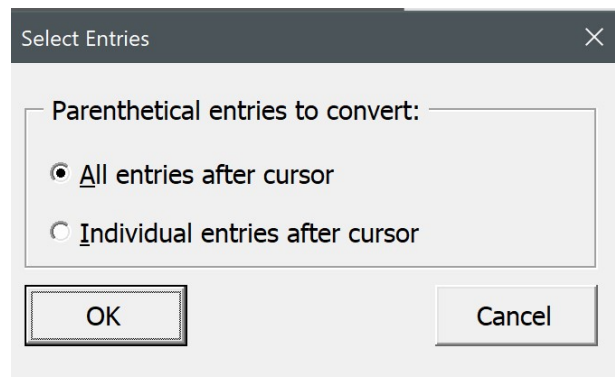 Select Entries
Parenthetical entries to convert:
All entries after cursor
Individual entries after cursor
OK Cancel